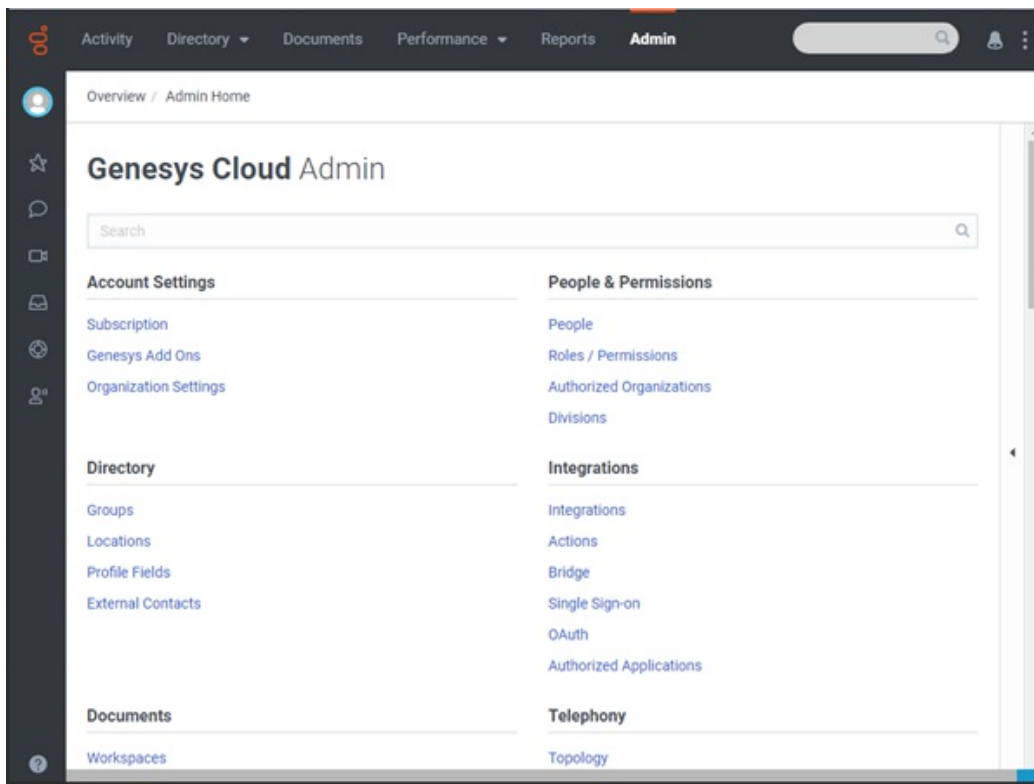 Activity Directory Documents Performance Reports Admin
Overview / Admin Home
Genesys Cloud Admin
Search
Account Settings
Subscription
Genesys Add Ons
Organization Settings
People & Permissions
People
Roles / Permissions
Authorized Organizations
Divisions
Directory
Groups
Locations
Profile Fields
External Contacts
Integrations
Integrations
Actions
Bridge
Single Sign-on
OAuth
Authorized Applications
Documents
Workspaces
Telephony
Topology